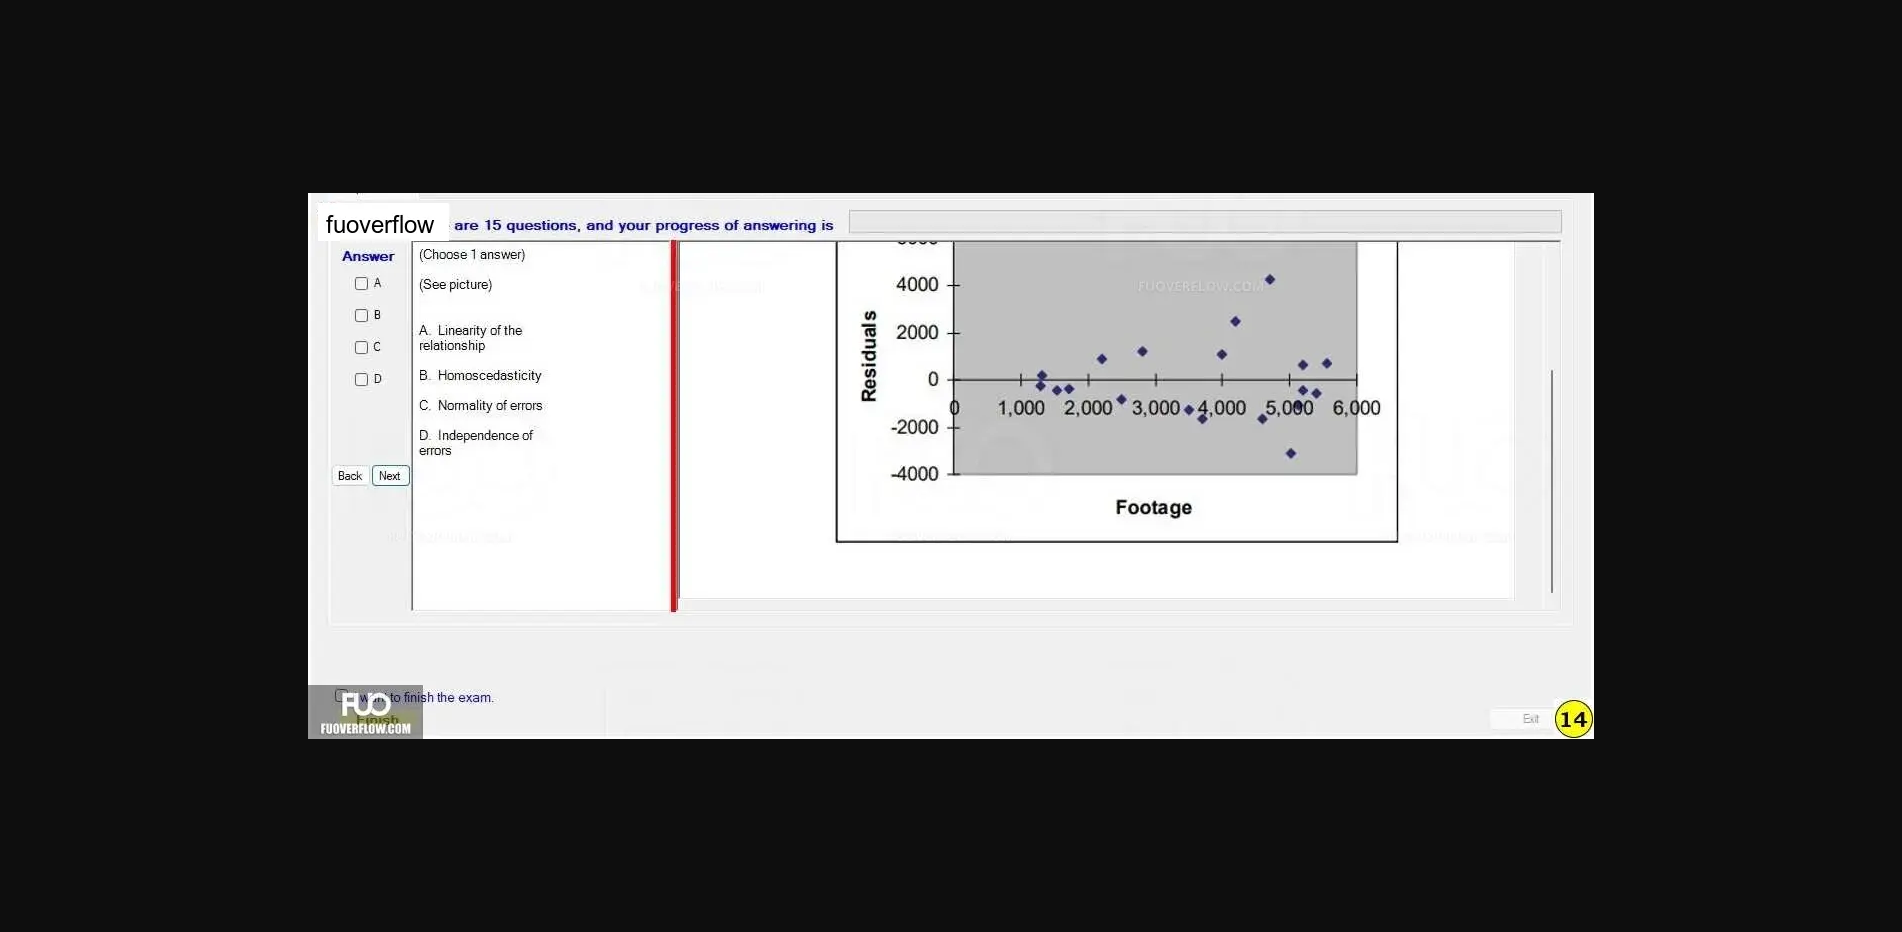 fuoverflow
are 15 questions, and your progress of answering is
Answer
A
B
C
D
Back
Next
(Choose 1 answer)
(See picture)
A. Linearity of the
relationship
B. Homoscedasticity
C. Normality of errors
D. Independence of
errors
4000
2000
0
-2000
-4000
Residuals
0 1,000 2,000 3,000 4,000 5,000 6,000
Footage
FUOVERFLOW.COM
want to finish the exam.
Finish
FUO
FUOVERFLOW.COM
Exit
14